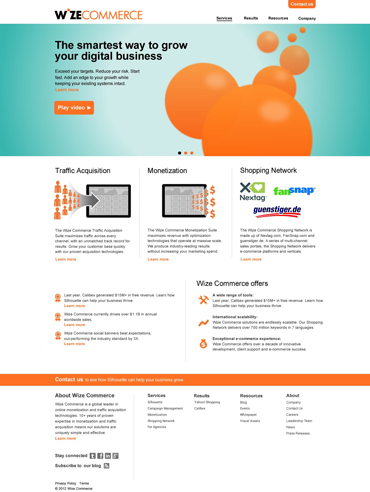 WIZECOMMERCE
Contact us
Services
Results
Resources
Company
The smartest way to grow
your digital business
Exceed your targets. Reduce your risk. Start
fast. Add an edge to your growth while
keeping your existing systems intact.
Learn more
Play video ►
Traffic Acquisition
The Wize Commerce Traffic Acquisition
Suite maximizes traffic across every
channel, with an unmatched track record for
results. Grow your customer base quickly
with our proven acquisition technologies.
Learn more
Monetization
The Wize Commerce Monetization Suite
maximizes revenue with optimization
technologies that operate at massive scale.
We produce industry-leading results
without increasing your marketing spend.
Learn more
Shopping Network
Nextag
fansnap
guenstiger.de
The Wize Commerce Shopping Network is
made up of Nextag.com, FanSnap.com and
guenstiger.de. A series of multi-channel
sales portals, the Shopping Network delivers
e-commerce platforms and verticals
Learn more
Last year, Calibex generated $15M+ in free revenue. Learn how
Silhouette can help your business thrive.
Learn more
Wize Commerce currently drives over $1.1B in annual
worldwide sales.
Learn more
Wize Commerce social banners beat expectations,
out-performing the industry standard by 3X.
Learn more
Wize Commerce offers
A wide range of tools:
Last year, Calibex generated $15M+ in free revenue. Learn how
Silhouette can help your business thrive.
International scalability:
Wize Commerce solutions are endlessly scalable. Our Shopping
Network delivers over 700 million keywords in 7 languages.
Exceptional e-commerce experience:
Wize Commerce offers over a decade of innovative
development, client support and e-commerce success.
Contact us to see how Silhouette can help your business grow.
About Wize Commerce
Wize Commerce is a global leader in
online monetization and traffic acquisition
technologies. 10+ years of proven
expertise in monetization and traffic
acquisition means our solutions are
uniquely simple and effective.
Learn more
Services
Silhouette
Campaign Management
Monetization
Shopping Network
For Agencies
Results
Yahoo! Shopping
Calibex
Resources
Blog
Events
Whitepaper
Visual Assets
About
Company
Contact Us
Careers
Leadership Team
News
Press Releases
Stay connected
Subscribe to our blog
Privacy Policy Terms
© 2012 Wize Commerce